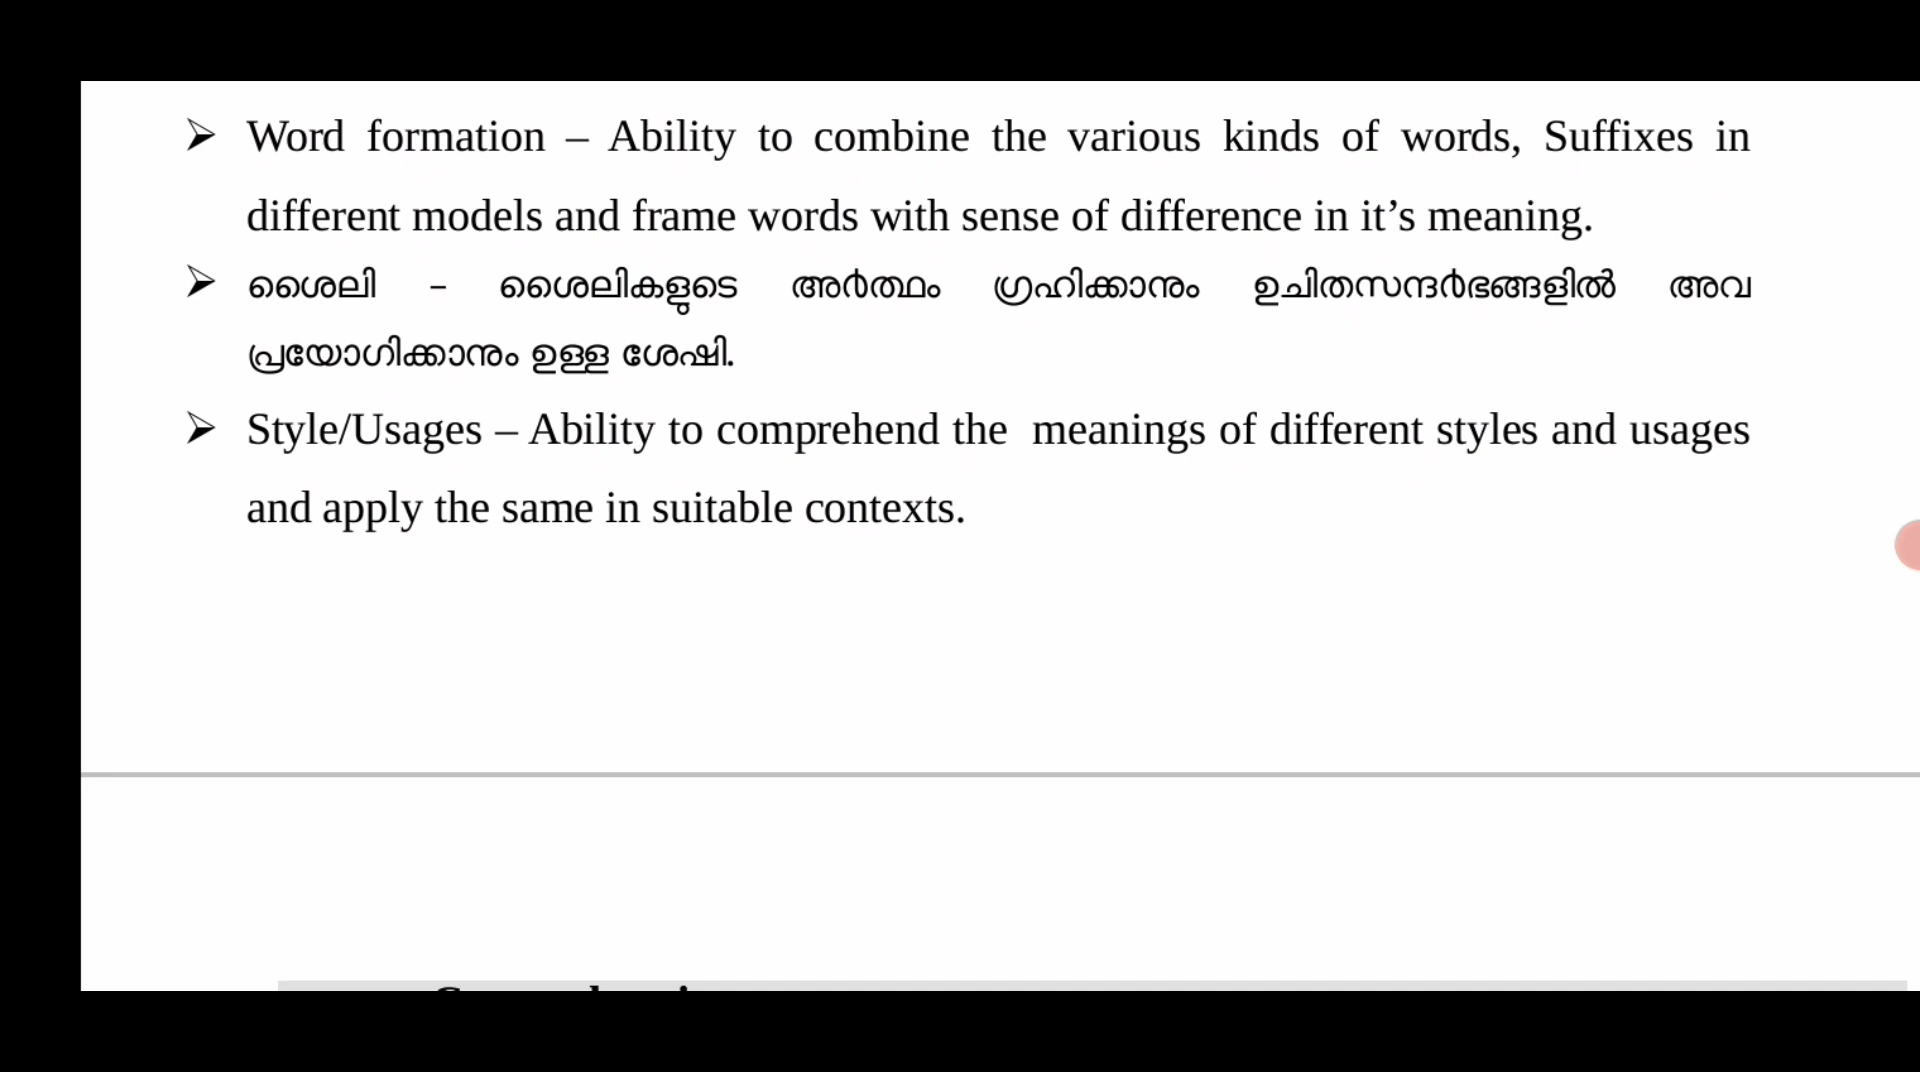 ➢ Word formation – Ability to combine the various kinds of words, Suffixes in
different models and frame words with sense of difference in it’s meaning.
➢ ശൈലി – ശൈലികളുടെ അർത്ഥം ഗ്രഹിക്കാനും ഉചിതസന്ദർഭങ്ങളിൽ അവ
പ്രയോഗിക്കാനും ഉള്ള ശേഷി.
➢ Style/Usages – Ability to comprehend the  meanings of different styles and usages
and apply the same in suitable contexts.